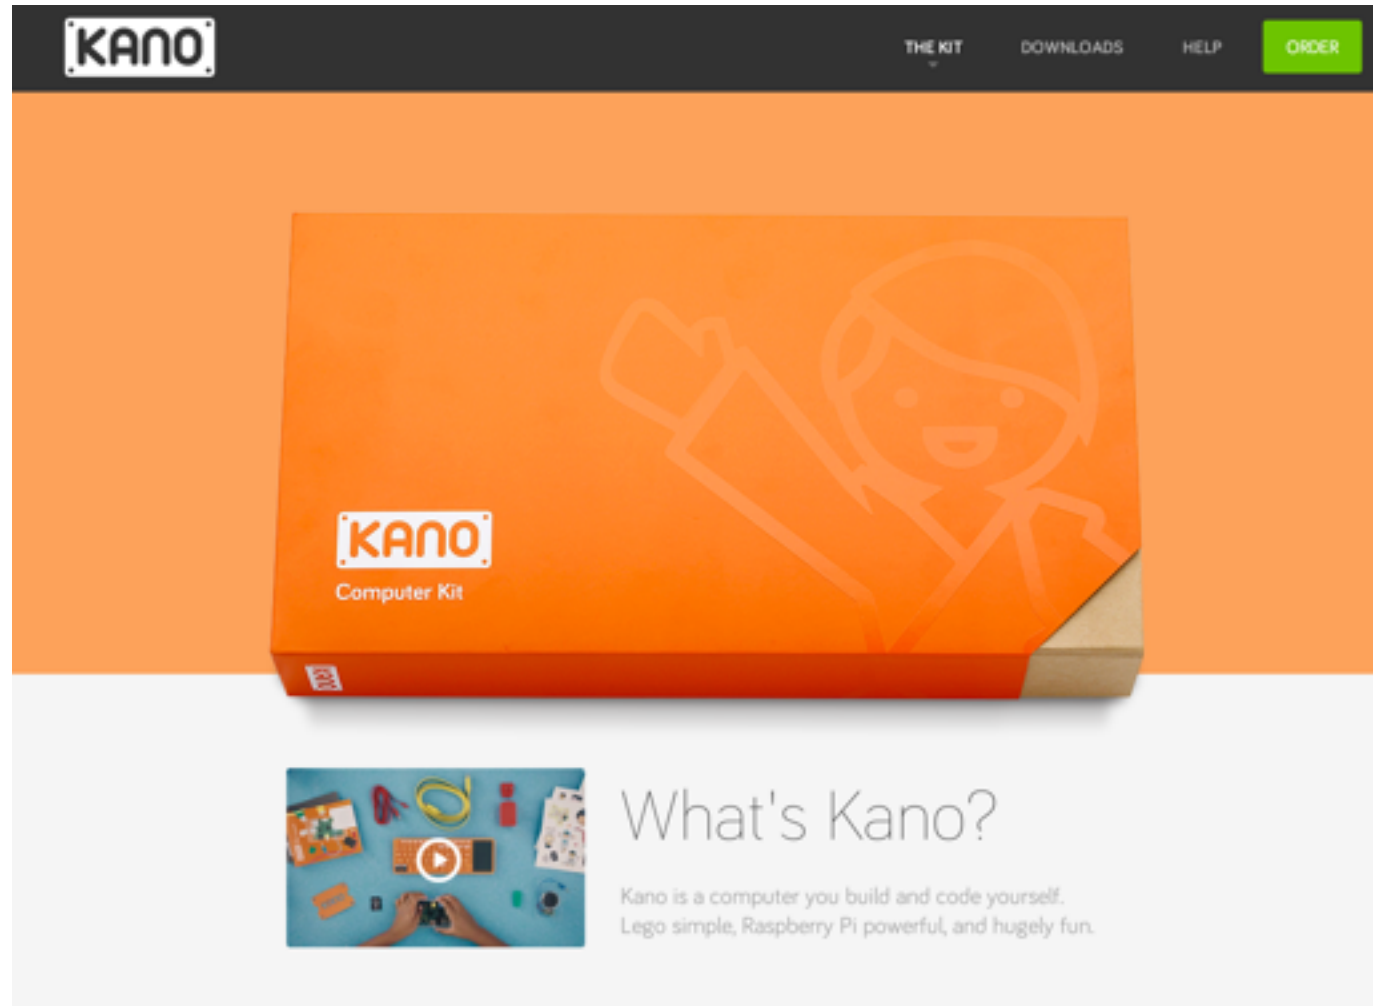 KANO
THE KIT
DOWNLOADS
HELP
ORDER
KANO
Computer Kit
KANO
What's Kano?
Kano is a computer you build and code yourself.
Lego simple, Raspberry Pi powerful, and hugely fun.